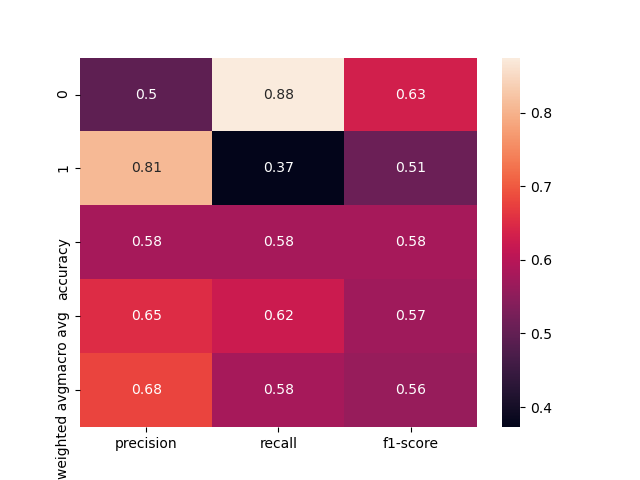 0 0.5 0.88 0.63
1 0.81 0.37 0.51
accuracy 0.58 0.58 0.58
macro avg 0.65 0.62 0.57
weighted avg 0.68 0.58 0.56
precision recall f1-score
0.8
0.7
0.6
0.5
0.4